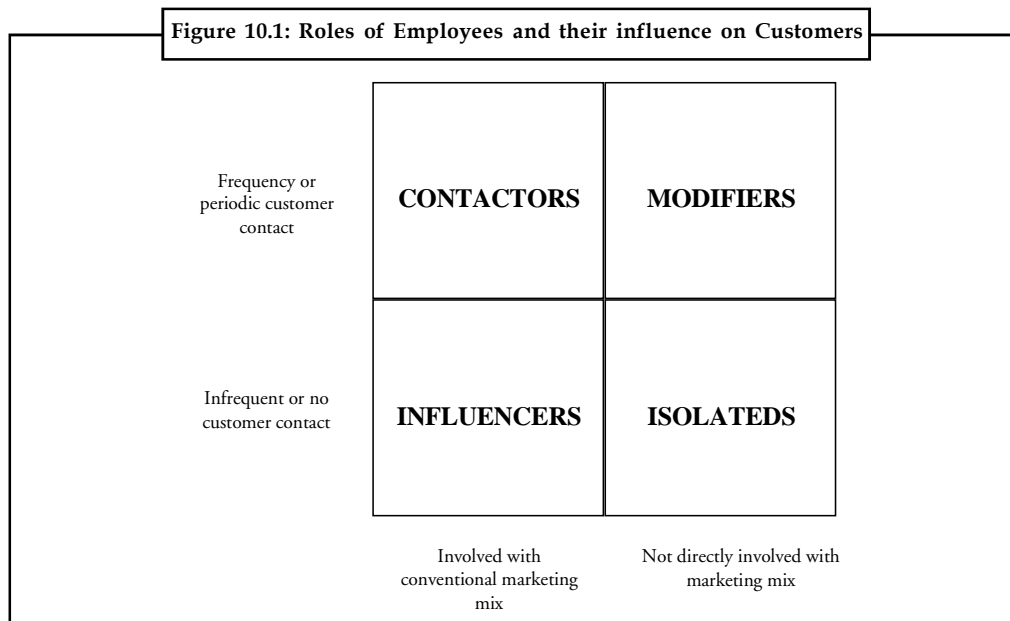 Figure 10.1: Roles of Employees and their influence on Customers
Frequency or
periodic customer
contact
CONTACTORS
MODIFIERS
Infrequent or no
customer contact
INFLUENCERS
ISOLATEDS
Involved with
conventional marketing
mix
Not directly involved with
marketing mix